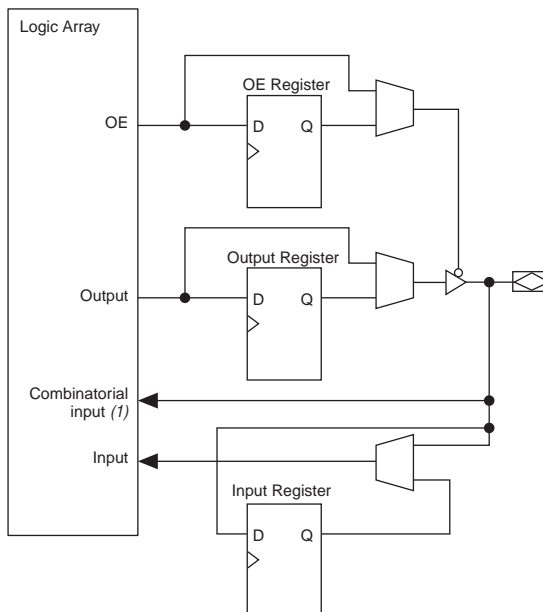 Logic Array
OE Register
OE
D Q
Output Register
Output
D Q
Combinatorial
input (1)
Input
Input Register
D Q